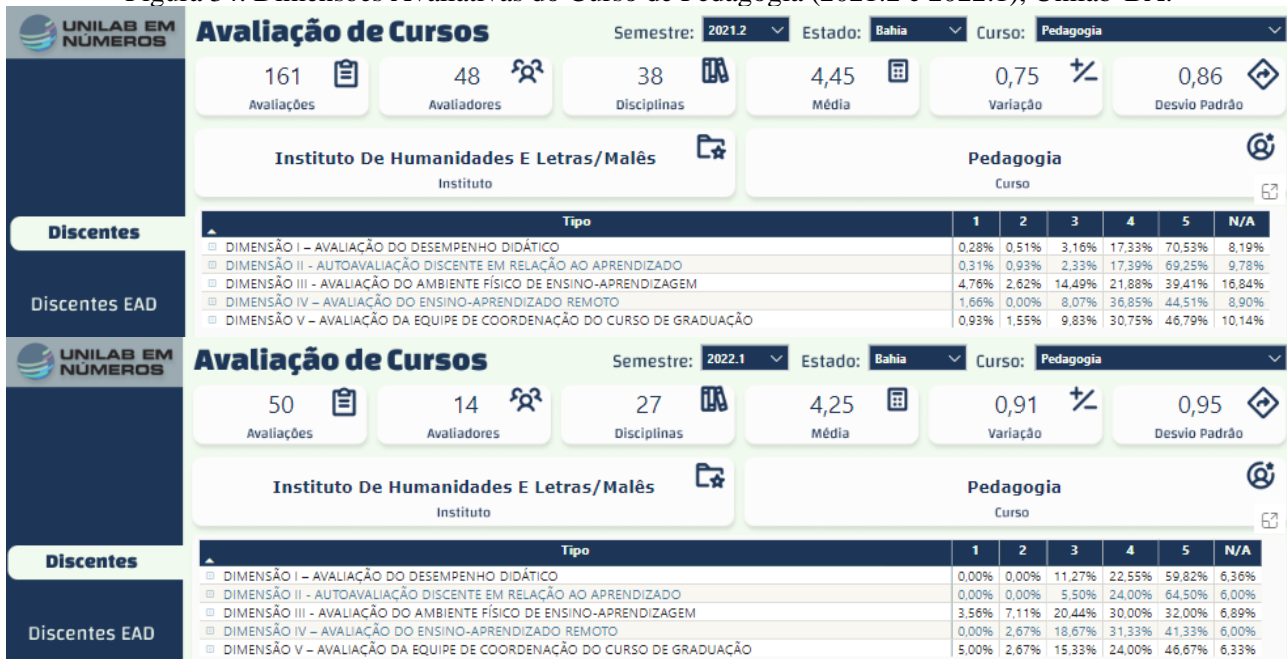 Figura 34: Dimensões Avaliativas do Curso de Pedagogia (2021.2 e 2022.1), Unilab-BA.
UNILAB EM NÚMEROS
Avaliação de Cursos Semestre: 2021.2 Estado: Bahia Curso: Pedagogia
161 48 38 4,45 0,75 0,86
Avaliações Avaliadores Disciplinas Média Variação Desvio Padrão
Instituto De Humanidades E Letras/Malês Pedagogia
Instituto Curso
Discentes
Discentes EAD
Tipo 1 2 3 4 5 N/A
DIMENSÃO I – AVALIAÇÃO DO DESEMPENHO DIDÁTICO 0,28% 0,51% 3,16% 17,33% 70,53% 8,19%
DIMENSÃO II - AUTOAVALIAÇÃO DISCENTE EM RELAÇÃO AO APRENDIZADO 0,31% 0,93% 2,33% 17,39% 69,25% 9,78%
DIMENSÃO III - AVALIAÇÃO DO AMBIENTE FÍSICO DE ENSINO-APRENDIZAGEM 4,76% 2,62% 14,49% 21,88% 39,41% 16,84%
DIMENSÃO IV – AVALIAÇÃO DO ENSINO-APRENDIZADO REMOTO 1,66% 0,00% 8,07% 36,85% 44,51% 8,90%
DIMENSÃO V – AVALIAÇÃO DA EQUIPE DE COORDENAÇÃO DO CURSO DE GRADUAÇÃO 0,93% 1,55% 9,83% 30,75% 46,79% 10,14%
UNILAB EM NÚMEROS
Avaliação de Cursos Semestre: 2022.1 Estado: Bahia Curso: Pedagogia
50 14 27 4,25 0,91 0,95
Avaliações Avaliadores Disciplinas Média Variação Desvio Padrão
Instituto De Humanidades E Letras/Malês Pedagogia
Instituto Curso
Discentes
Discentes EAD
Tipo 1 2 3 4 5 N/A
DIMENSÃO I – AVALIAÇÃO DO DESEMPENHO DIDÁTICO 0,00% 0,00% 11,27% 22,55% 59,82% 6,36%
DIMENSÃO II - AUTOAVALIAÇÃO DISCENTE EM RELAÇÃO AO APRENDIZADO 0,00% 0,00% 5,50% 24,00% 64,50% 6,00%
DIMENSÃO III - AVALIAÇÃO DO AMBIENTE FÍSICO DE ENSINO-APRENDIZAGEM 3,56% 7,11% 20,44% 30,00% 32,00% 6,89%
DIMENSÃO IV – AVALIAÇÃO DO ENSINO-APRENDIZADO REMOTO 0,00% 2,67% 18,67% 31,33% 41,33% 6,00%
DIMENSÃO V – AVALIAÇÃO DA EQUIPE DE COORDENAÇÃO DO CURSO DE GRADUAÇÃO 5,00% 2,67% 15,33% 24,00% 46,67% 6,33%